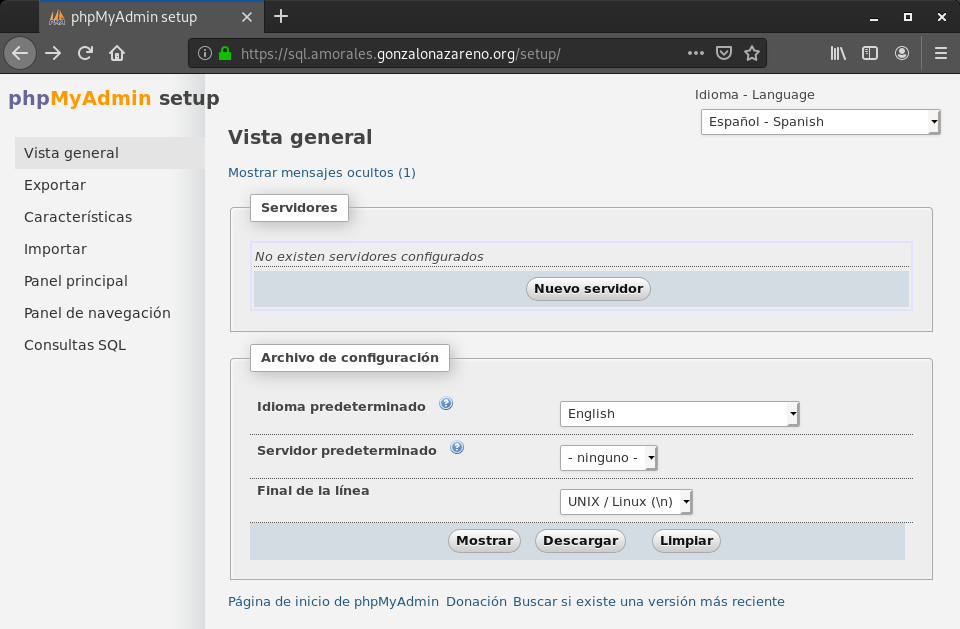 phpMyAdmin setup
https://sql.amorales.gonzalonazareno.org/setup/
phpMyAdmin setup
Idioma - Language
Español - Spanish
Vista general
Exportar
Características
Importar
Panel principal
Panel de navegación
Consultas SQL
Vista general
Mostrar mensajes ocultos (1)
Servidores
No existen servidores configurados
Nuevo servidor
Archivo de configuración
Idioma predeterminado
English
Servidor predeterminado
- ninguno -
Final de la línea
UNIX / Linux (\n)
Mostrar Descargar Limpiar
Página de inicio de phpMyAdmin Donación Buscar si existe una versión más reciente